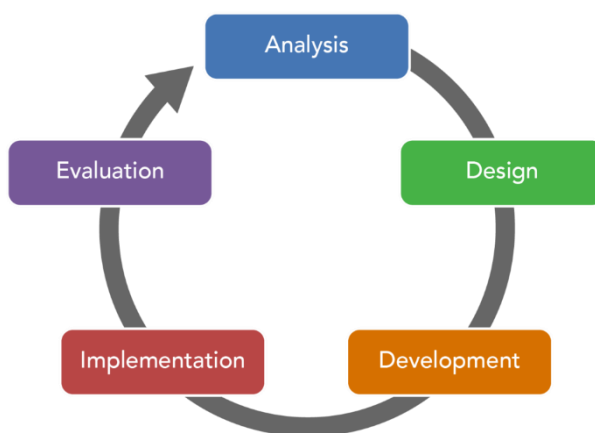 Analysis
Design
Development
Implementation
Evaluation